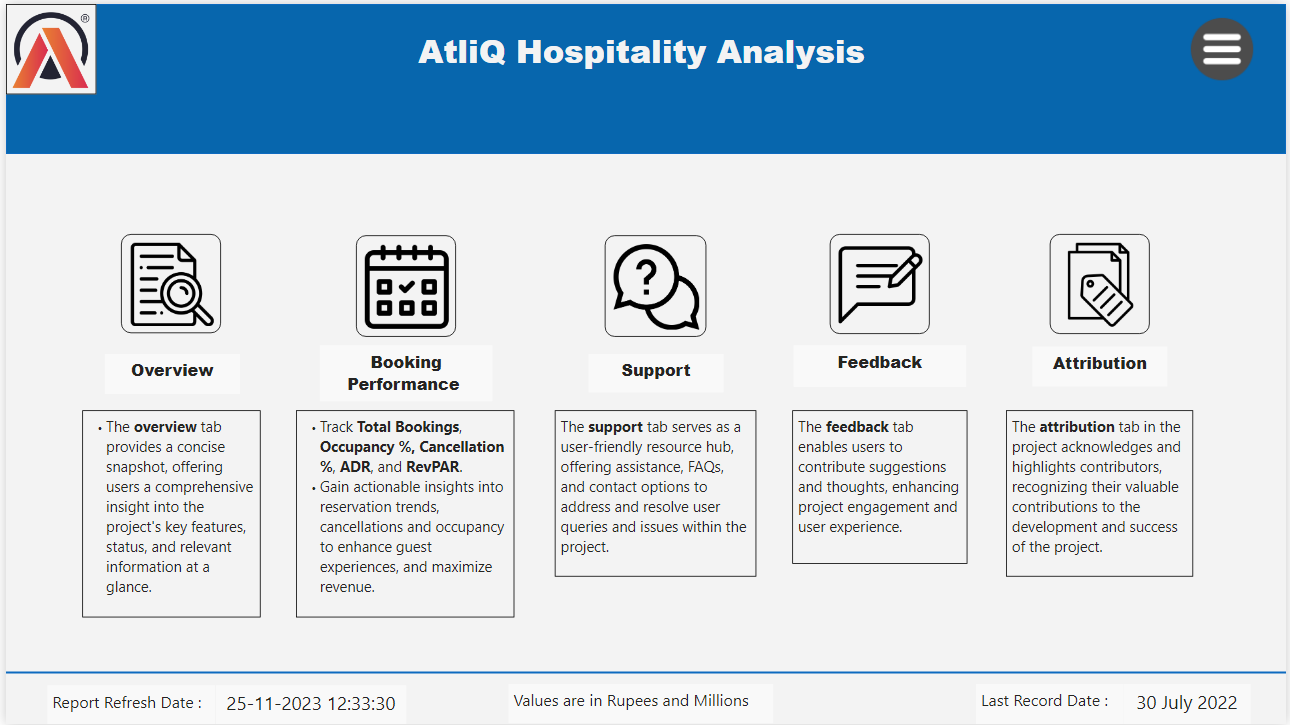 ®
AtliQ Hospitality Analysis
Overview
Booking
Performance
Support
Feedback
Attribution
• The overview tab
provides a concise
snapshot, offering
users a comprehensive
insight into the
project's key features,
status, and relevant
information at a
glance.
• Track Total Bookings,
Occupancy %, Cancellation
%, ADR, and RevPAR.
• Gain actionable insights into
reservation trends,
cancellations and occupancy
to enhance guest
experiences, and maximize
revenue.
The support tab serves as a
user-friendly resource hub,
offering assistance, FAQs,
and contact options to
address and resolve user
queries and issues within the
project.
The feedback tab
enables users to
contribute suggestions
and thoughts, enhancing
project engagement and
user experience.
The attribution tab in the
project acknowledges and
highlights contributors,
recognizing their valuable
contributions to the
development and success
of the project.
Report Refresh Date : 25-11-2023 12:33:30
Values are in Rupees and Millions
Last Record Date : 30 July 2022